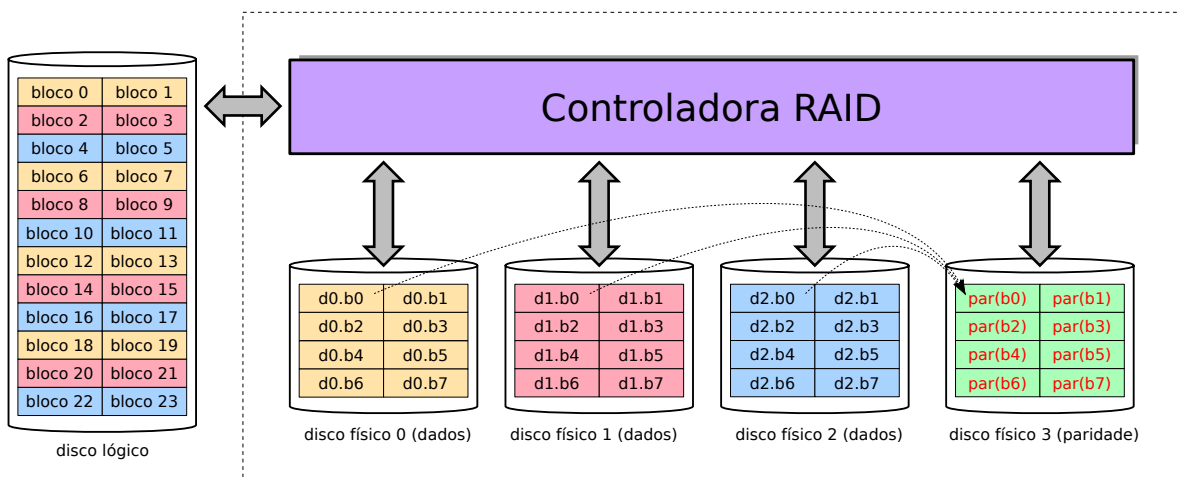 Controladora RAID
bloco 0 bloco 1
bloco 2 bloco 3
bloco 4 bloco 5
bloco 6 bloco 7
bloco 8 bloco 9
bloco 10 bloco 11
bloco 12 bloco 13
bloco 14 bloco 15
bloco 16 bloco 17
bloco 18 bloco 19
bloco 20 bloco 21
bloco 22 bloco 23
disco lógico
d0.b0 d0.b1
d0.b2 d0.b3
d0.b4 d0.b5
d0.b6 d0.b7
disco físico 0 (dados)
d1.b0 d1.b1
d1.b2 d1.b3
d1.b4 d1.b5
d1.b6 d1.b7
disco físico 1 (dados)
d2.b0 d2.b1
d2.b2 d2.b3
d2.b4 d2.b5
d2.b6 d2.b7
disco físico 2 (dados)
par(b0) par(b1)
par(b2) par(b3)
par(b4) par(b5)
par(b6) par(b7)
disco físico 3 (paridade)